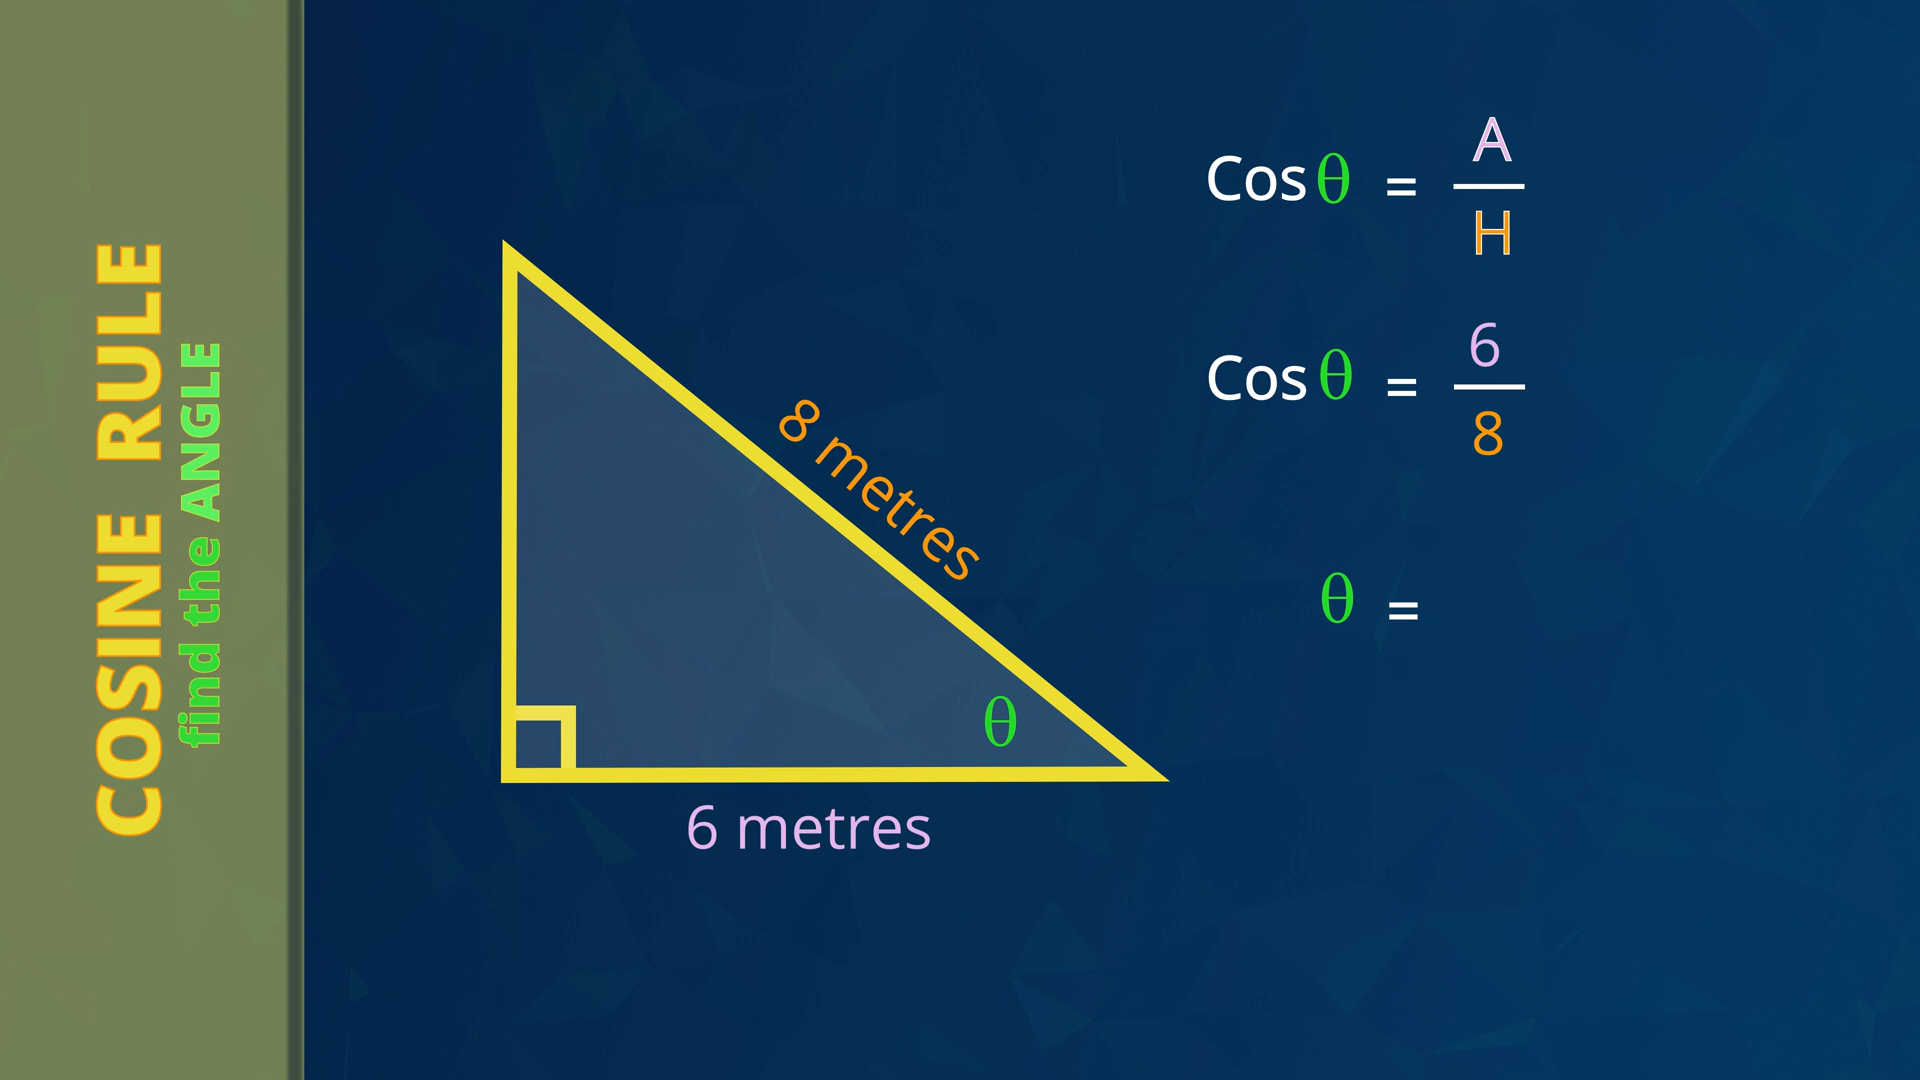 COSINE RULE
find the ANGLE
8 metres
θ
6 metres
Cos θ = A
H
Cos θ = 6
8
θ =